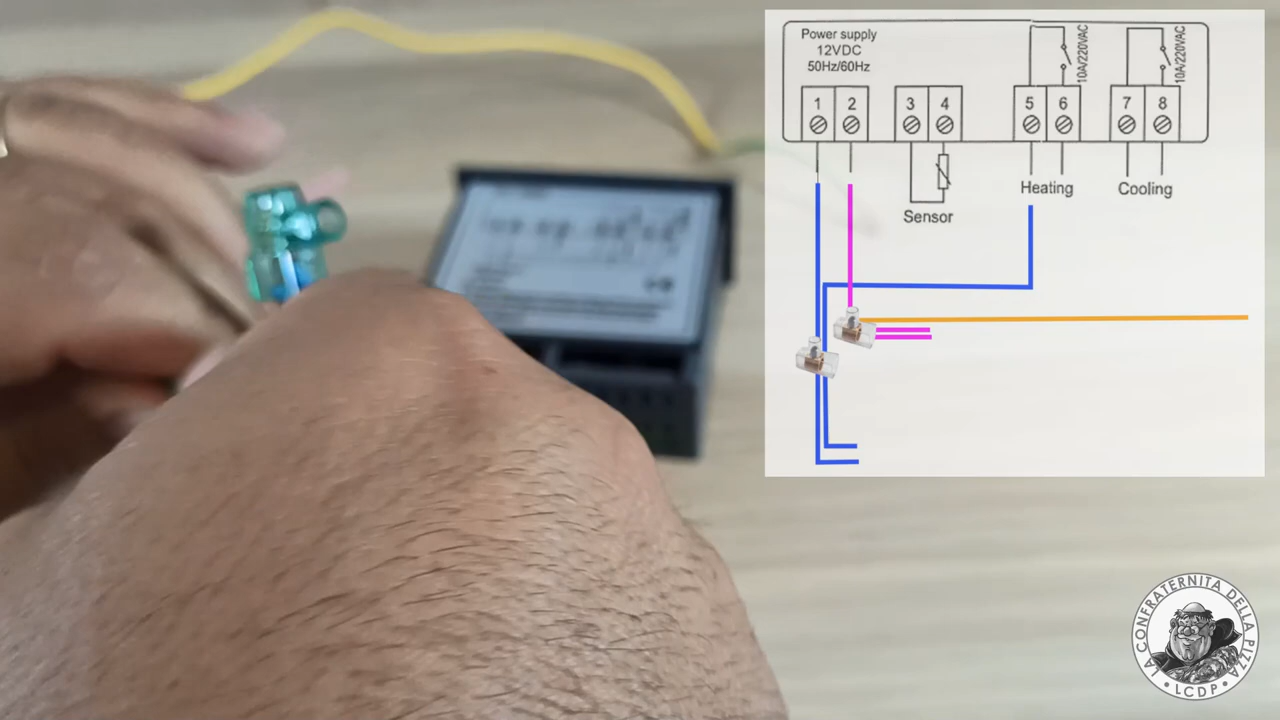 Power supply
12VDC
50Hz/60Hz
10A/220VAC
10A/220VAC
1 2 3 4 5 6 7 8
Heating
Cooling
Sensor
LA CONFRATERNITA DELLA PIZZA
• LCDP •